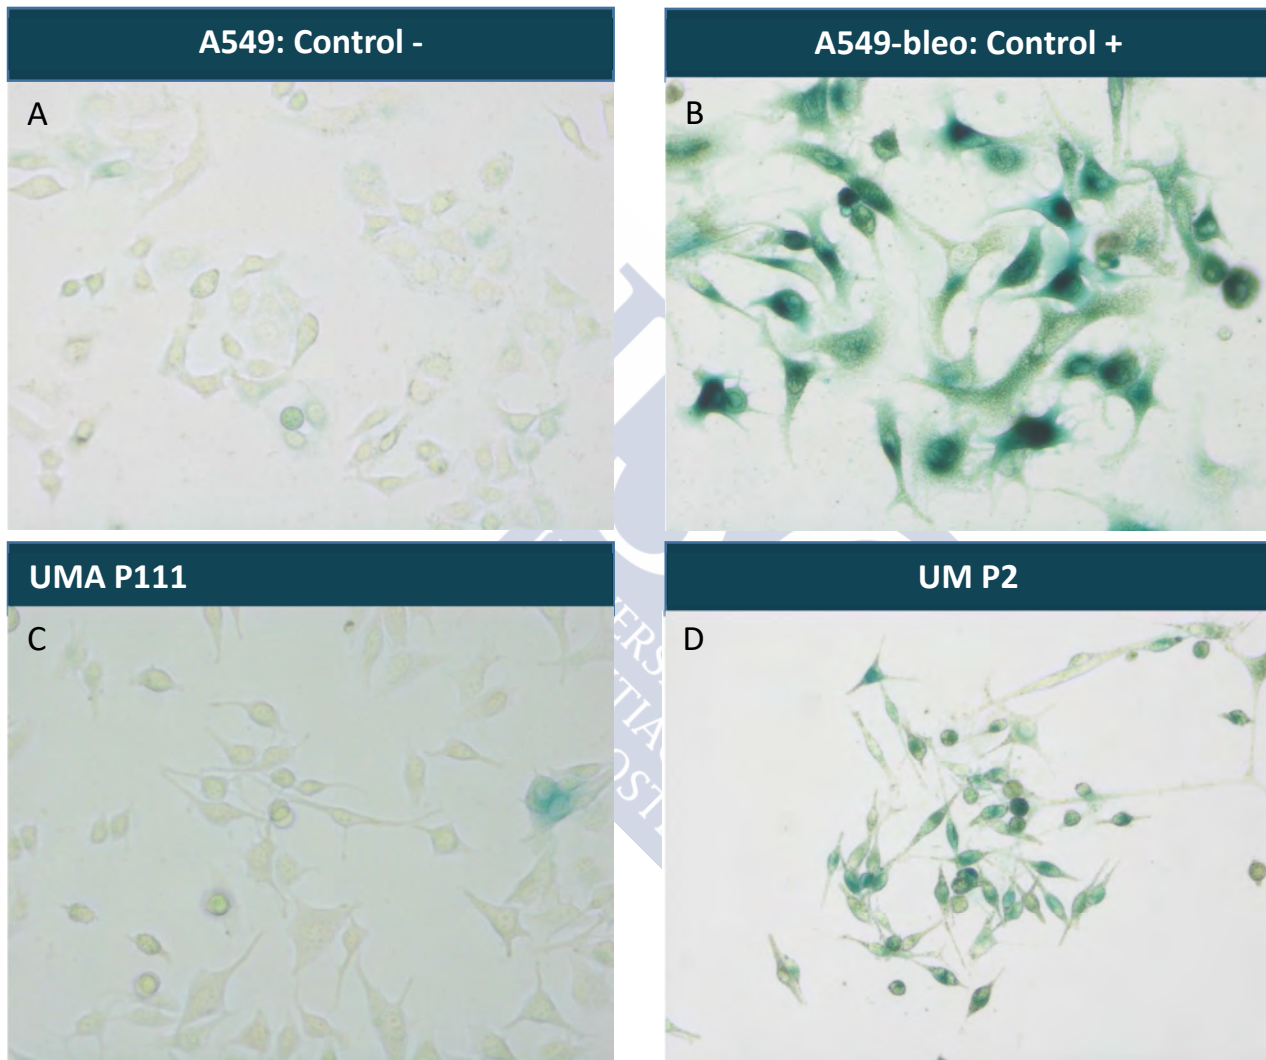 A549: Control -
A549-bleo: Control +
A
B
UMA P111
UM P2
C
D